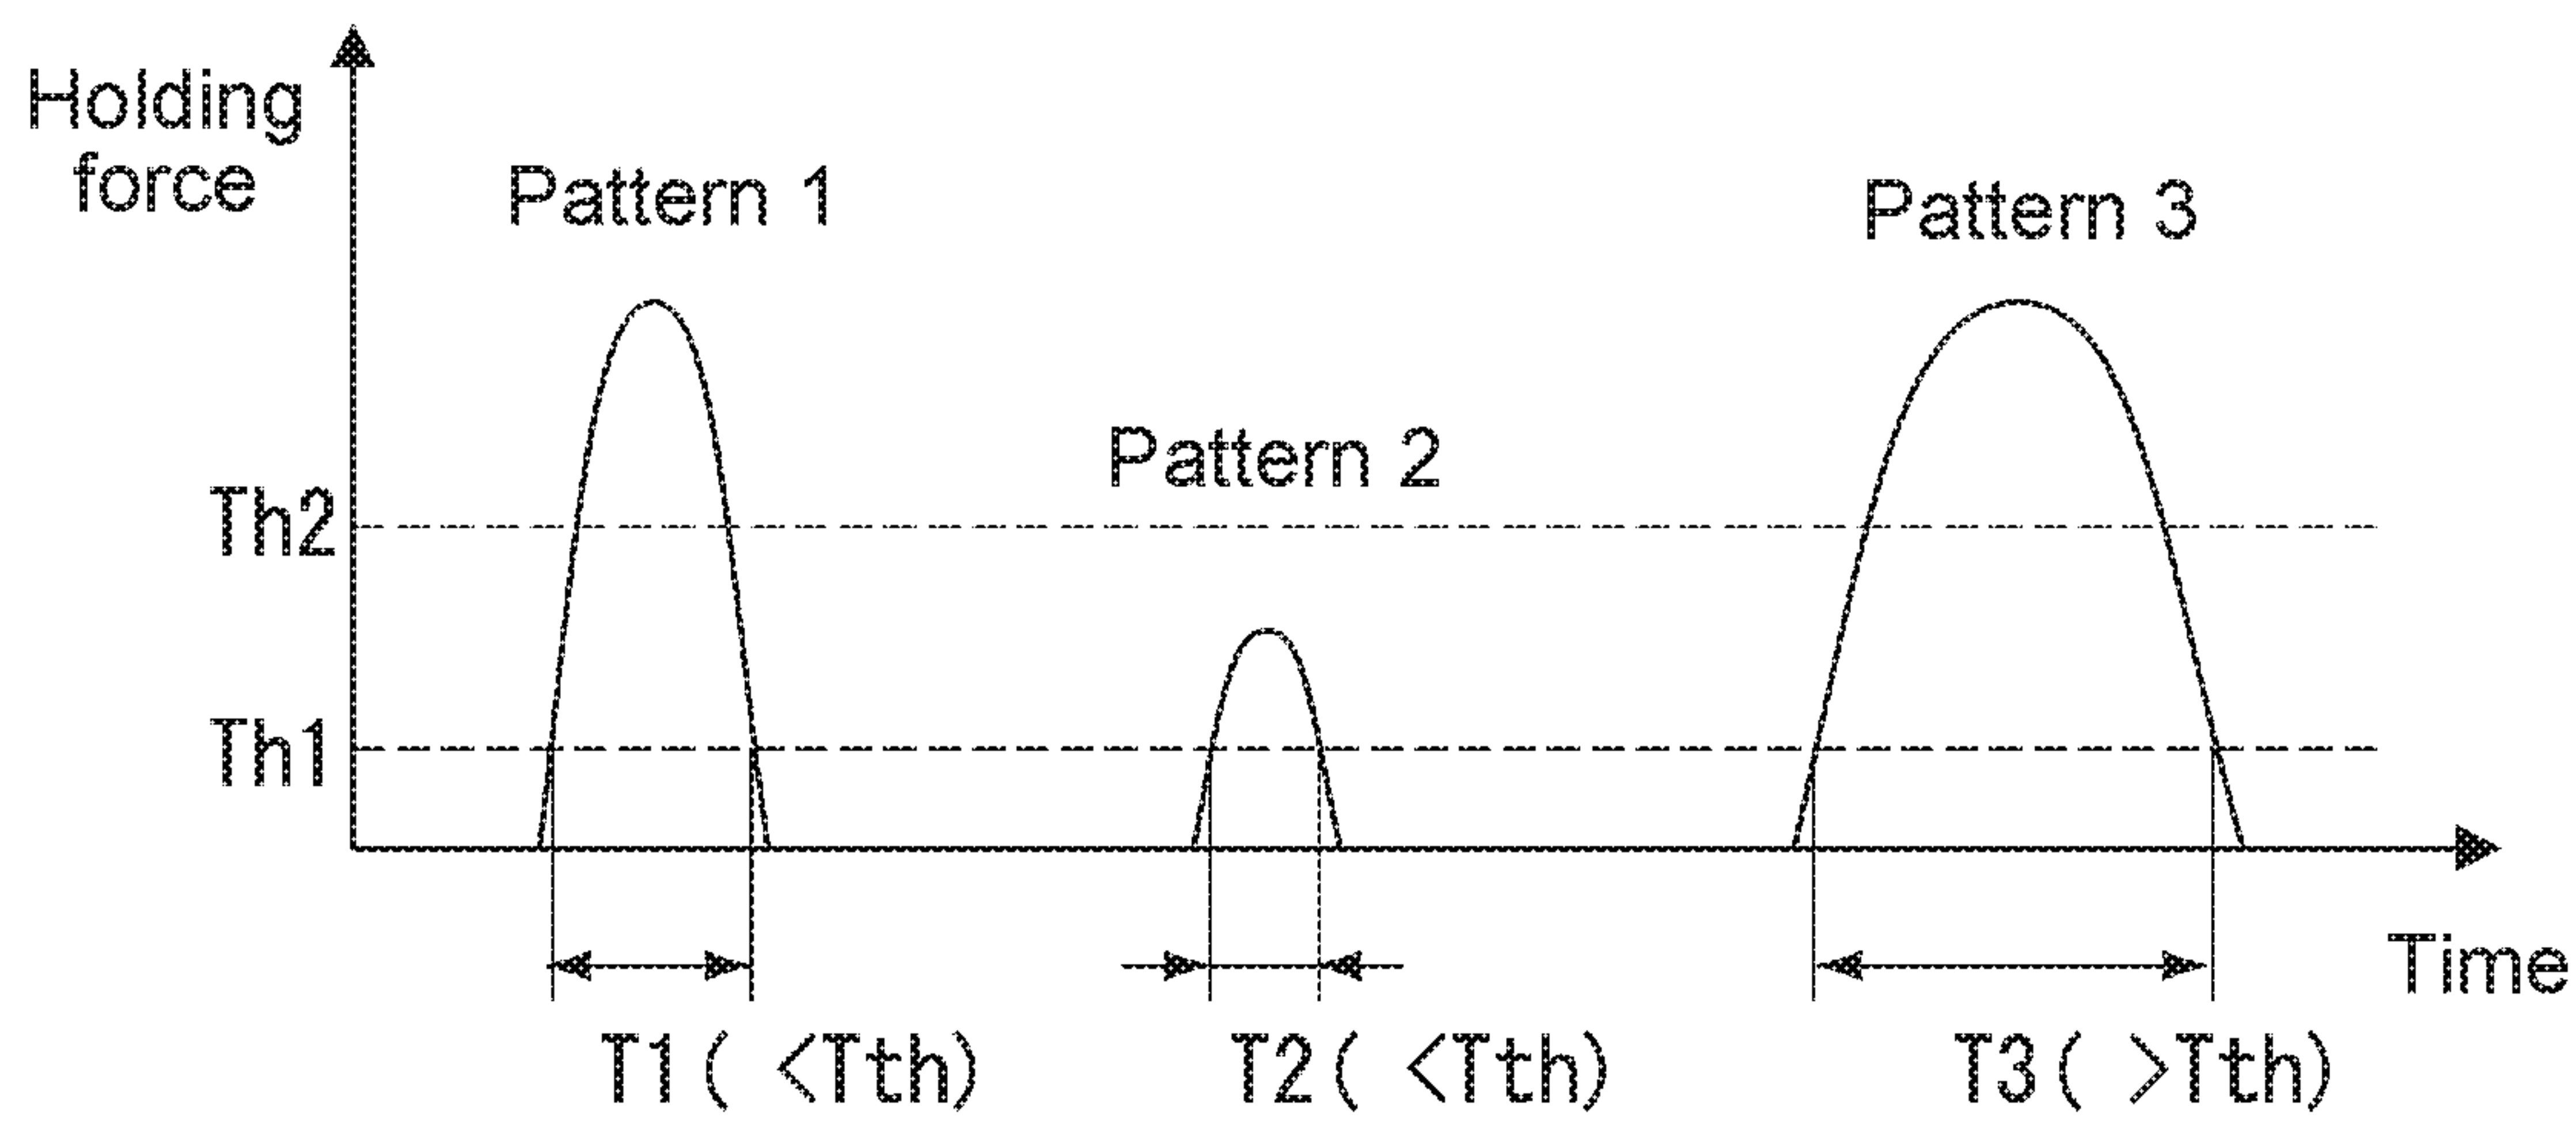 Holding
force
Pattern 1
Pattern 3
Pattern 2
Th2
Th1
Time
T1( <Tth)
T2( <Tth)
T3( >Tth)